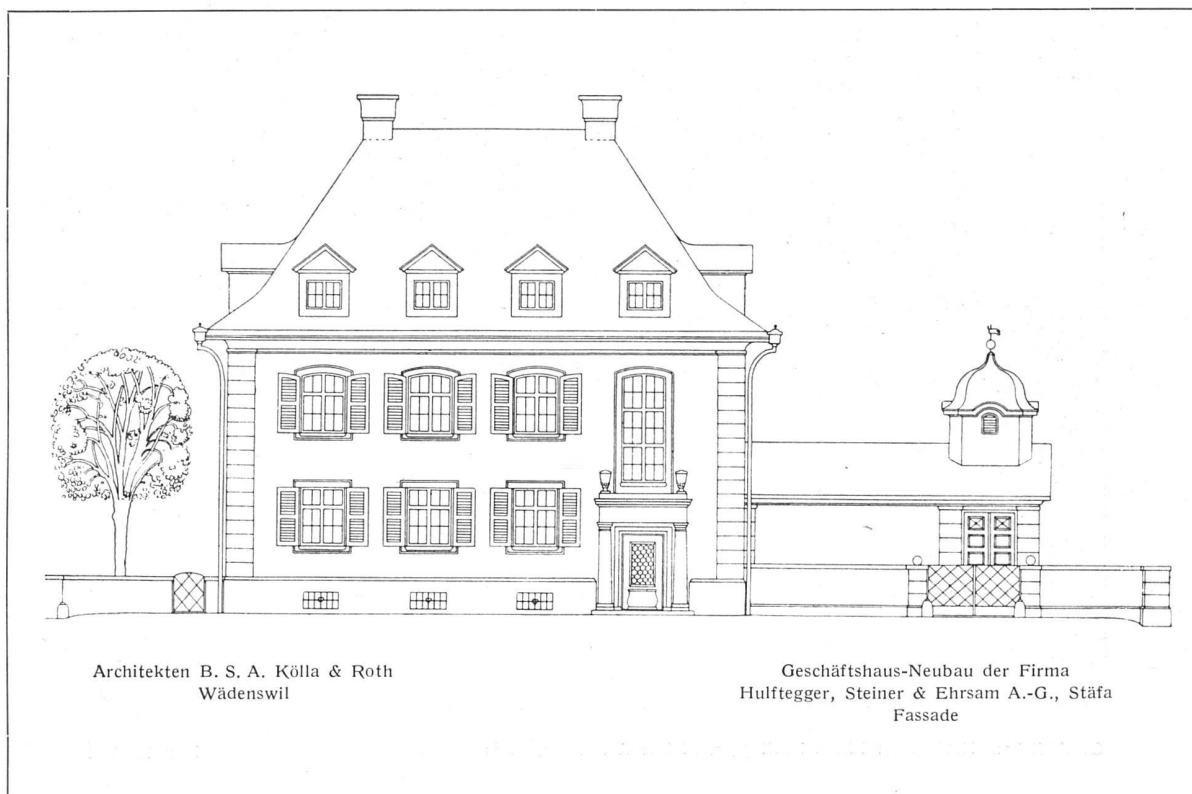 Architekten B. S. A. Kölla & Roth
Wädenswil
Geschäftshaus-Neubau der Firma
Hulftegger, Steiner & Ehrsam A.-G., Stäfa
Fassade